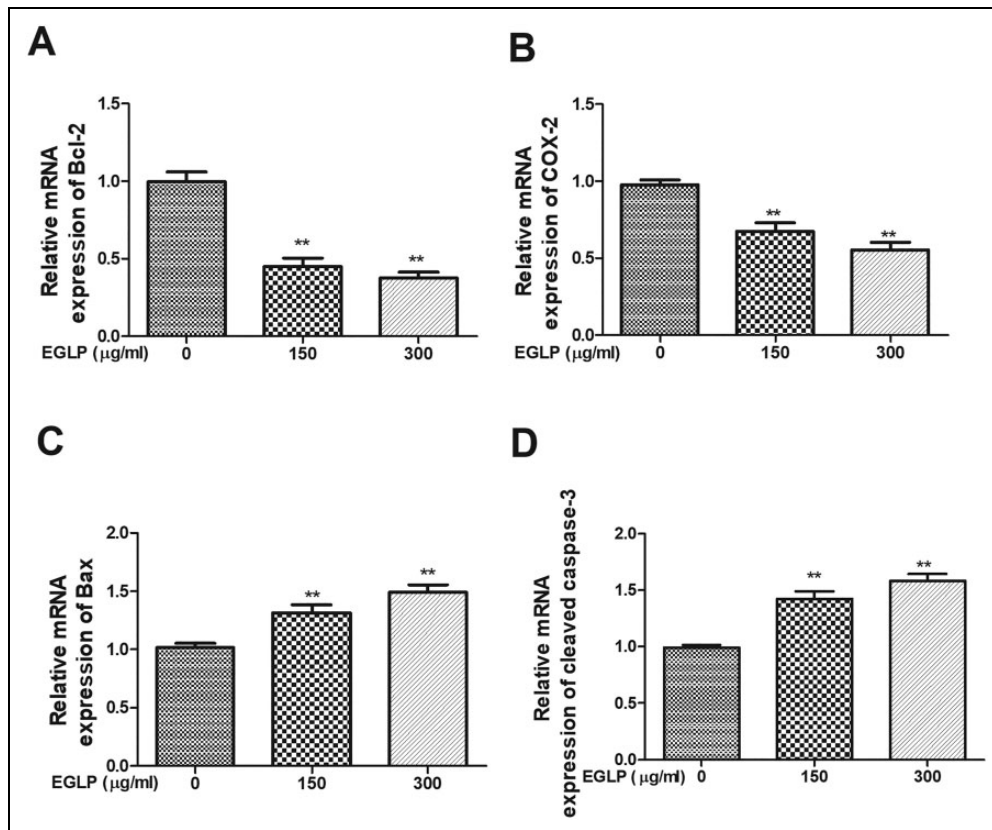 A
Relative mRNA
expression of Bcl-2
1.5
1.0
0.5
0.0
** **
EGLP (μg/ml) 0 150 300
B
Relative mRNA
expression of COX-2
1.5
1.0
0.5
0.0
** **
EGLP (μg/ml) 0 150 300
C
Relative mRNA
expression of Bax
2.0
1.5
1.0
0.5
0.0
** **
EGLP (μg/ml) 0 150 300
D
Relative mRNA
expression of cleaved caspase-3
2.0
1.5
1.0
0.5
0.0
** **
EGLP (μg/ml) 0 150 300